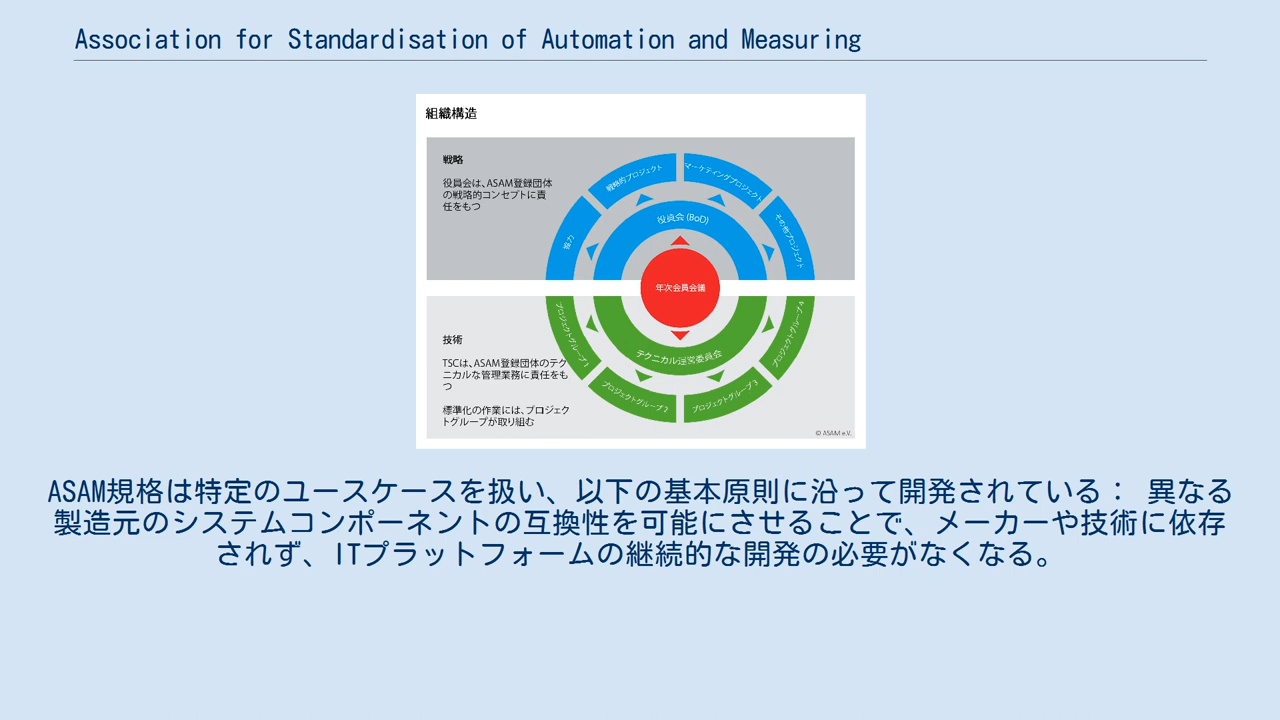 Association for Standardisation of Automation and Measuring
組織構造
戦略
役員会は、ASAM登録団体
の戦略的コンセプトに責
任をもつ
協力
戦略的プロジェクト
マーケティングプロジェクト
その他プロジェクト
役員会 (BoD)
年次会員会議
テクニカル運営委員会
プロジェクトグループ 1
プロジェクトグループ 2
プロジェクトグループ 3
プロジェクトグループ 4
技術
TSCは、ASAM登録団体のテク
ニカルな管理業務に責任をも
つ
標準化の作業には、プロジェク
トグループが取り組む
© ASAM e.V.
ASAM規格は特定のユースケースを扱い、以下の基本原則に沿って開発されている： 異なる
製造元のシステムコンポーネントの互換性を可能にさせることで、メーカーや技術に依存
されず、ITプラットフォームの継続的な開発の必要がなくなる。